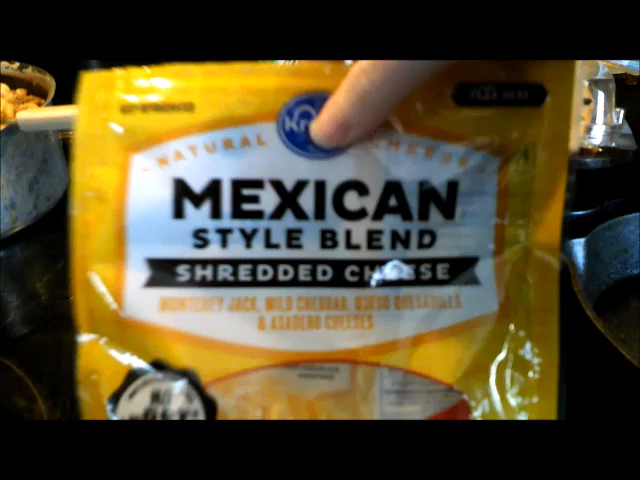 NATURAL CHEESE
MEXICAN
STYLE BLEND
SHREDDED CHEESE
MONTEREY JACK, MILD CHEDDAR, QUESO QUESADILLA
& ASADERO CHEESES